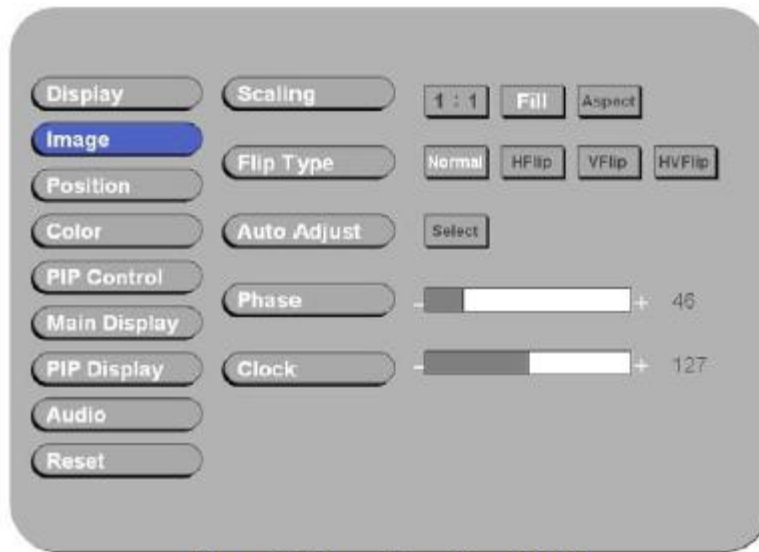 Display
Image
Position
Color
PIP Control
Main Display
PIP Display
Audio
Reset
Scaling
1 : 1 Fill Aspect
Flip Type
Normal HFlip VFlip HVFlip
Auto Adjust
Select
Phase
- + 46
Clock
- + 127